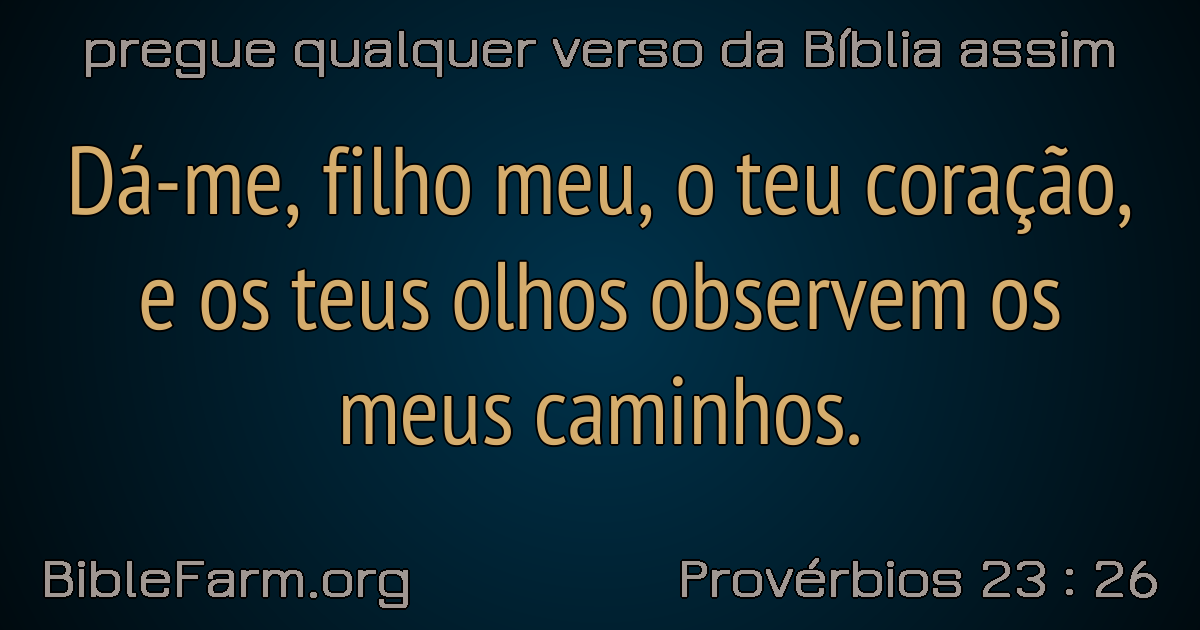 pregue qualquer verso da Bíblia assim
Dá-me, filho meu, o teu coração,
e os teus olhos observem os
meus caminhos.
BibleFarm.org
Provérbios 23 : 26